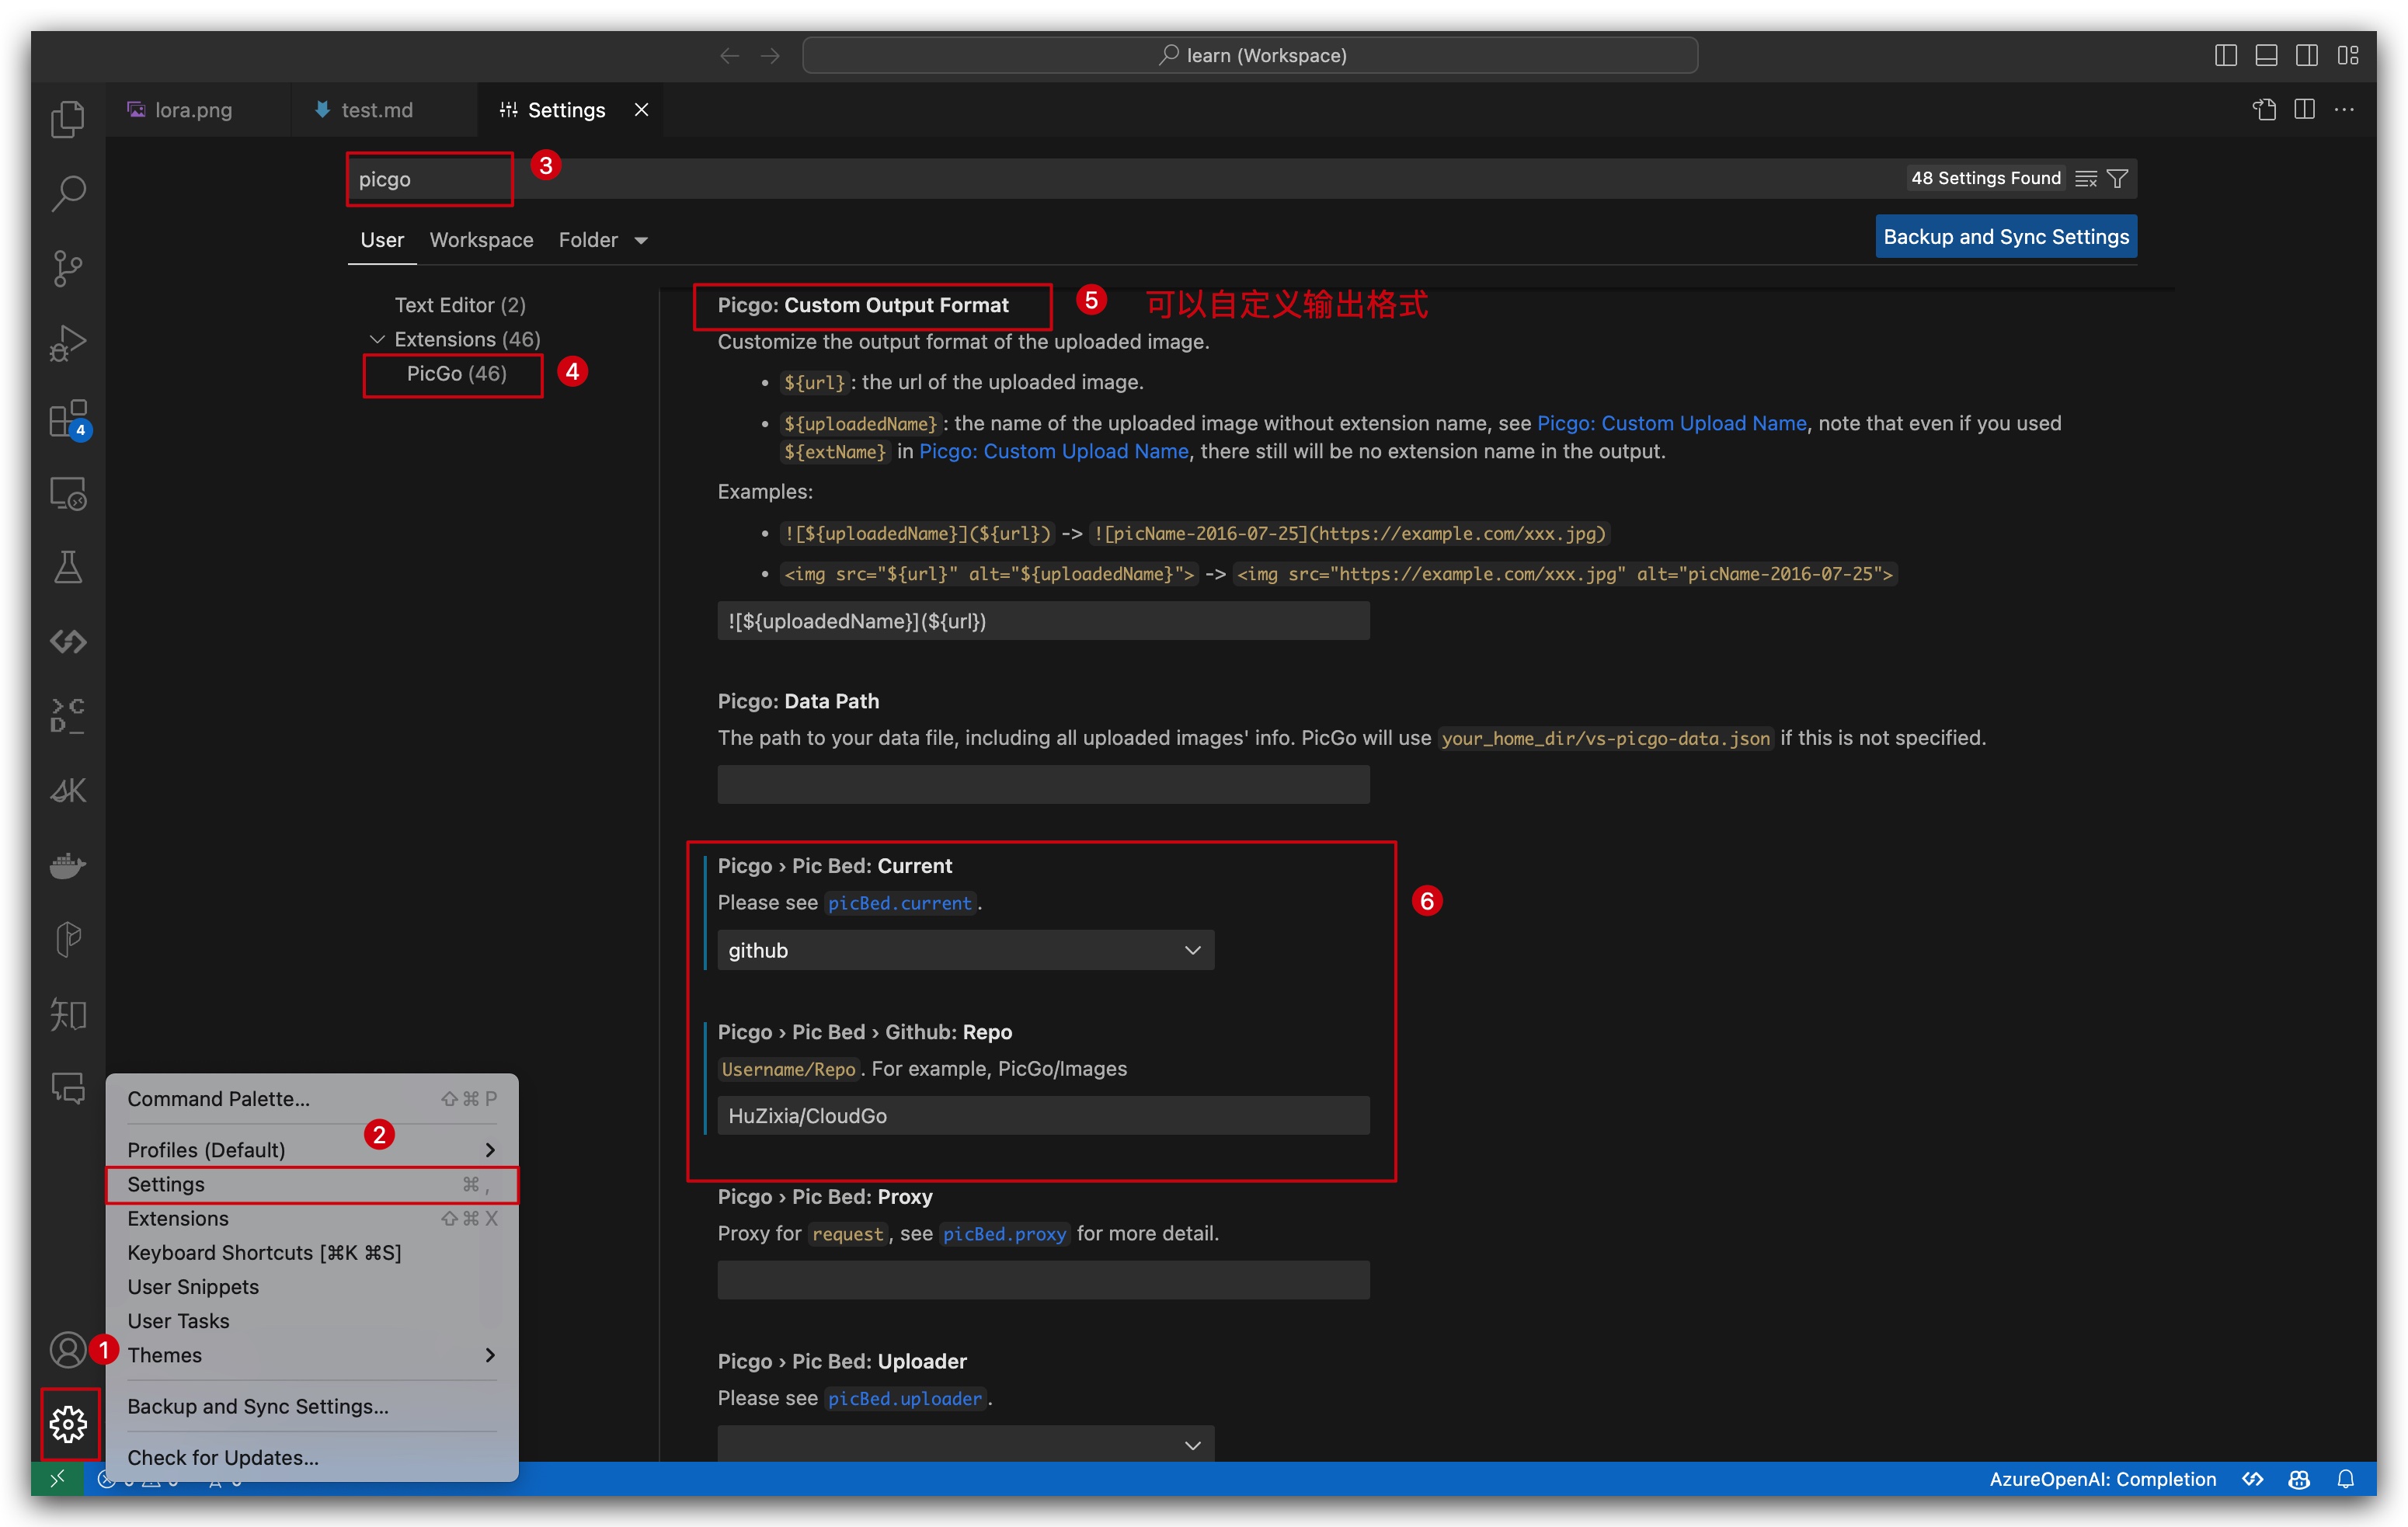 learn (Workspace)
lora.png
test.md
Settings
picgo
3
48 Settings Found
User
Workspace
Folder
Backup and Sync Settings
Text Editor (2)
Extensions (46)
PicGo (46)
4
Picgo: Custom Output Format
5
可以自定义输出格式
Customize the output format of the uploaded image.
• ${url}: the url of the uploaded image.
• ${uploadedName}: the name of the uploaded image without extension name, see Picgo: Custom Upload Name, note that even if you used
${extName} in Picgo: Custom Upload Name, there still will be no extension name in the output.
Examples:
• ![${uploadedName}](${url}) -> ![picName-2016-07-25](https://example.com/xxx.jpg)
• <img src="${url}" alt="${uploadedName}"> -> <img src="https://example.com/xxx.jpg" alt="picName-2016-07-25">
![${uploadedName}](${url})
Picgo: Data Path
The path to your data file, including all uploaded images' info. PicGo will use your_home_dir/vs-picgo-data.json if this is not specified.
Picgo › Pic Bed: Current
Please see picBed.current.
github
6
Picgo › Pic Bed › Github: Repo
Username/Repo. For example, PicGo/Images
HuZixia/CloudGo
Picgo › Pic Bed: Proxy
Proxy for request, see picBed.proxy for more detail.
Picgo › Pic Bed: Uploader
Please see picBed.uploader.
4
>C
D_
K
知
Command Palette... ⇧⌘P
2
Profiles (Default)
Settings ⌘,
Extensions ⇧⌘X
Keyboard Shortcuts [⌘K ⌘S]
User Snippets
User Tasks
1
Themes
Backup and Sync Settings...
Check for Updates...
AzureOpenAI: Completion